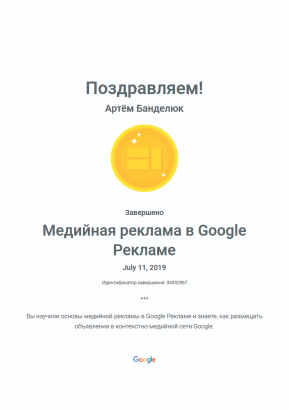 Поздравляем!
Артём Банделюк
Завершено
Медийная реклама в Google
Рекламе
July 11, 2019
Идентификатор завершения: 34952967
...
Вы изучили основы медийной рекламы в Google Рекламе и знаете, как размещать
объявления в контекстно-медийной сети Google.
Google